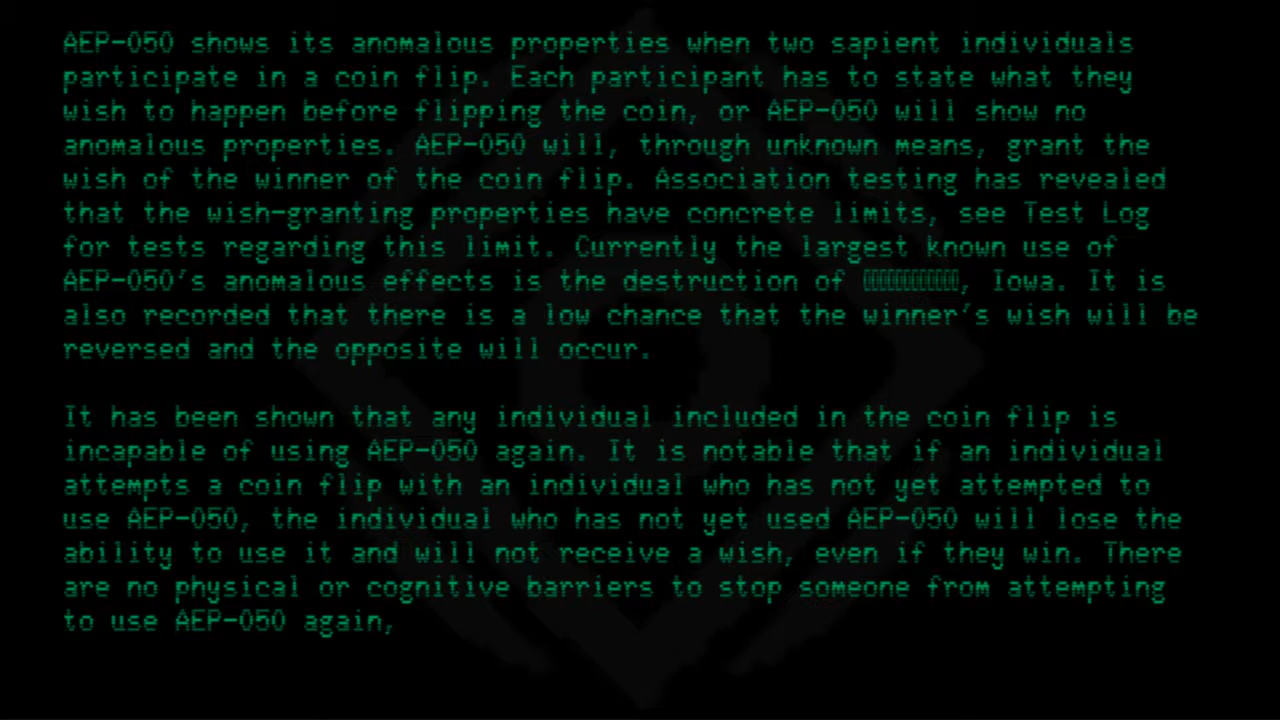 AEP-050 shows its anomalous properties when two sapient individuals
participate in a coin flip. Each participant has to state what they
wish to happen before flipping the coin, or AEP-050 will show no
anomalous properties. AEP-050 will, through unknown means, grant the
wish of the winner of the coin flip. Association testing has revealed
that the wish-granting properties have concrete limits, see Test Log
for tests regarding this limit. Currently the largest known use of
AEP-050’s anomalous effects is the destruction of ▯▯▯▯▯▯▯▯▯▯▯▯, Iowa. It is
also recorded that there is a low chance that the winner’s wish will be
reversed and the opposite will occur.
It has been shown that any individual included in the coin flip is
incapable of using AEP-050 again. It is notable that if an individual
attempts a coin flip with an individual who has not yet attempted to
use AEP-050, the individual who has not yet used AEP-050 will lose the
ability to use it and will not receive a wish, even if they win. There
are no physical or cognitive barriers to stop someone from attempting
to use AEP-050 again,